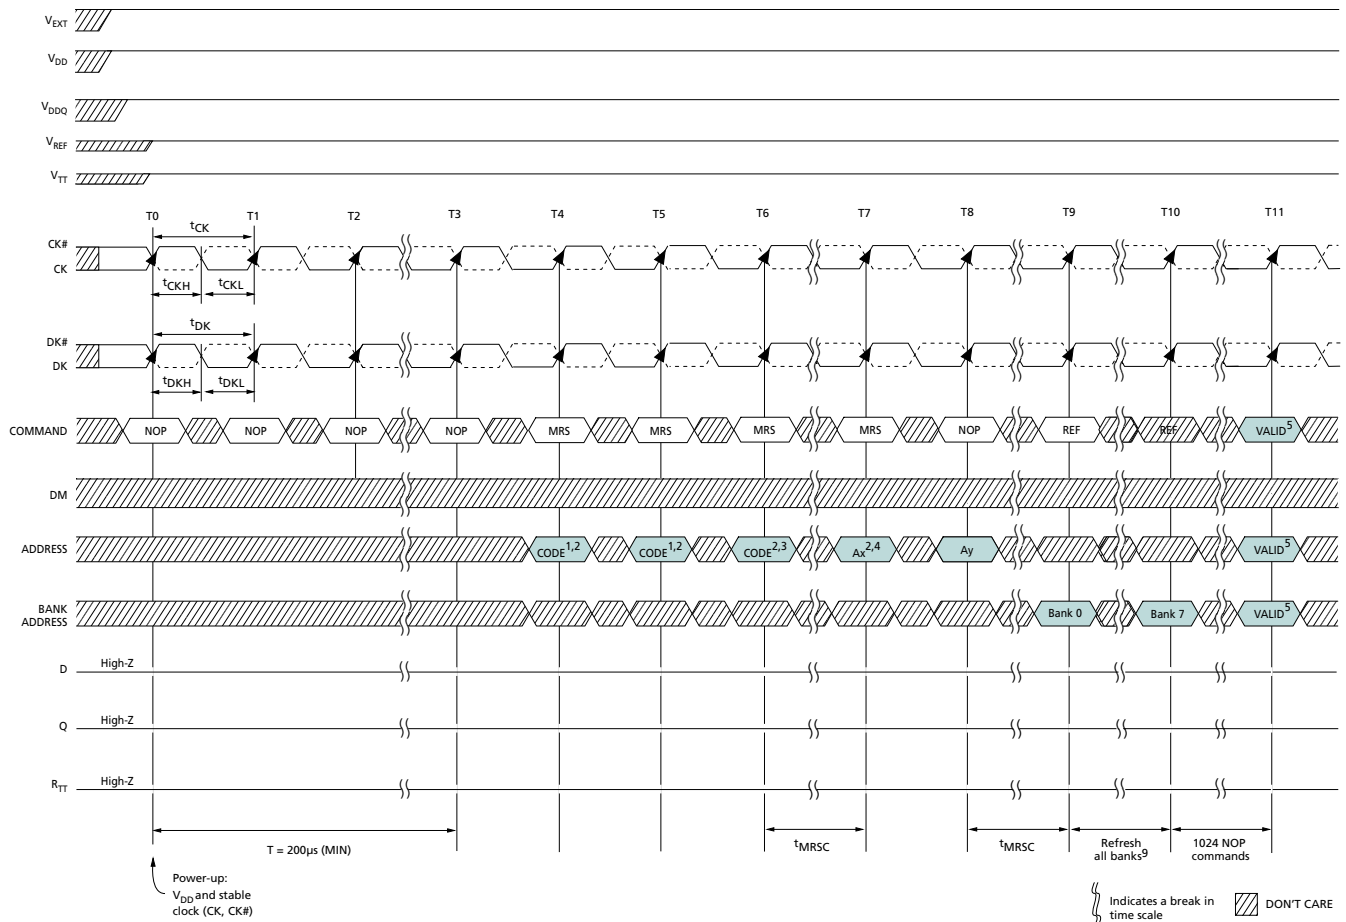 VEXT
VDD
VDDQ
VREF
VTT
T0 T1 T2 T3 T4 T5 T6 T7 T8 T9 T10 T11
tCK
CK#
CK
tCKH tCKL
tDK
DK#
DK
tDKH tDKL
COMMAND NOP NOP NOP NOP MRS MRS MRS MRS NOP REF REF VALID5
DM
ADDRESS CODE1,2 CODE1,2 CODE2,3 Ax2,4 Ay VALID5
BANK
ADDRESS Bank 0 Bank 7 VALID5
D High-Z
Q High-Z
RTT High-Z
T = 200µs (MIN) tMRSC tMRSC Refresh
all banks9
1024 NOP
commands
Power-up:
VDD and stable
clock (CK, CK#)
Indicates a break in
time scale
DON'T CARE